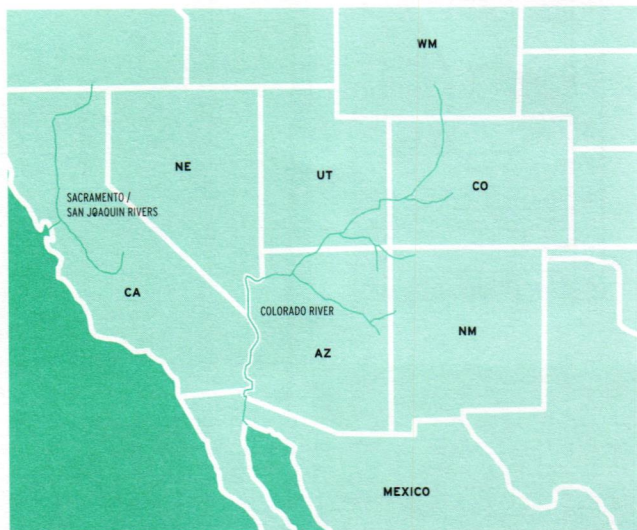 WM
NE
UT
CO
SACRAMENTO /
SAN JOAQUIN RIVERS
CA
COLORADO RIVER
AZ
NM
MEXICO